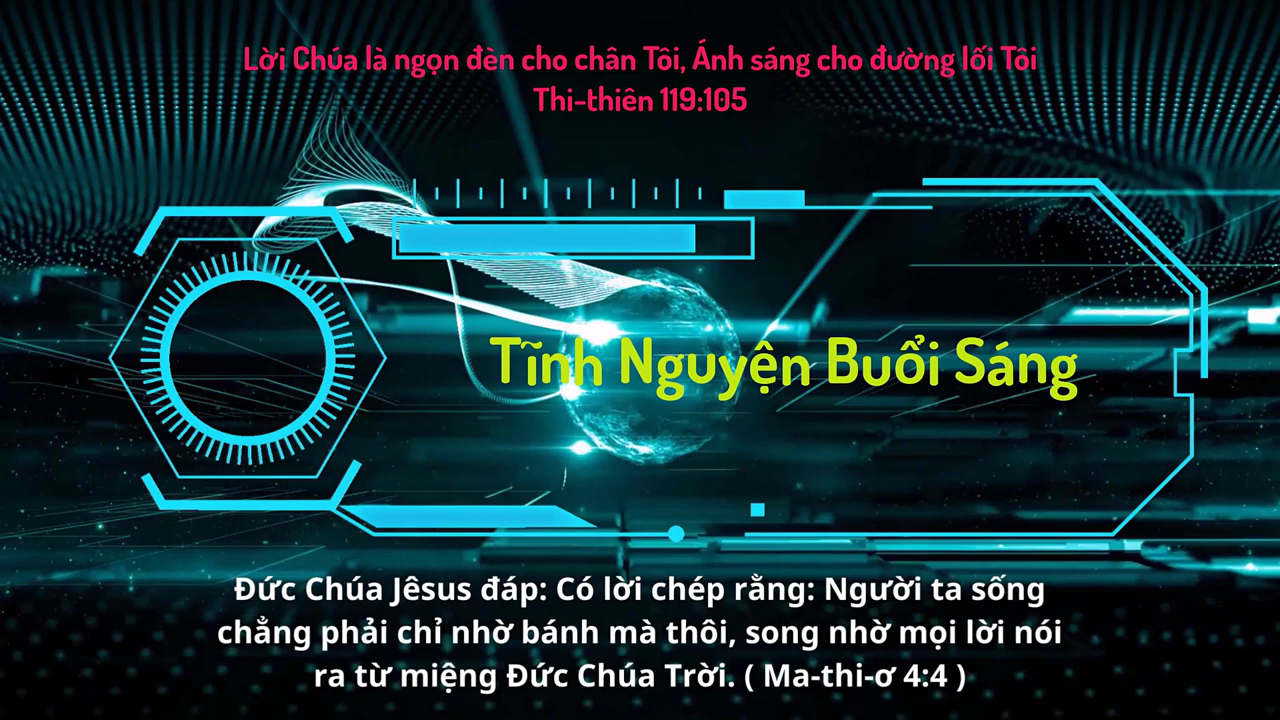 Lời Chúa là ngọn đèn cho chân Tôi, Ánh sáng cho đường lối Tôi
Thi-thiên 119:105
Tĩnh Nguyện Buổi Sáng
Đức Chúa Jêsus đáp: Có lời chép rằng: Người ta sống
chẳng phải chỉ nhờ bánh mà thôi, song nhờ mọi lời nói
ra từ miệng Đức Chúa Trời. ( Ma-thi-ơ 4:4 )